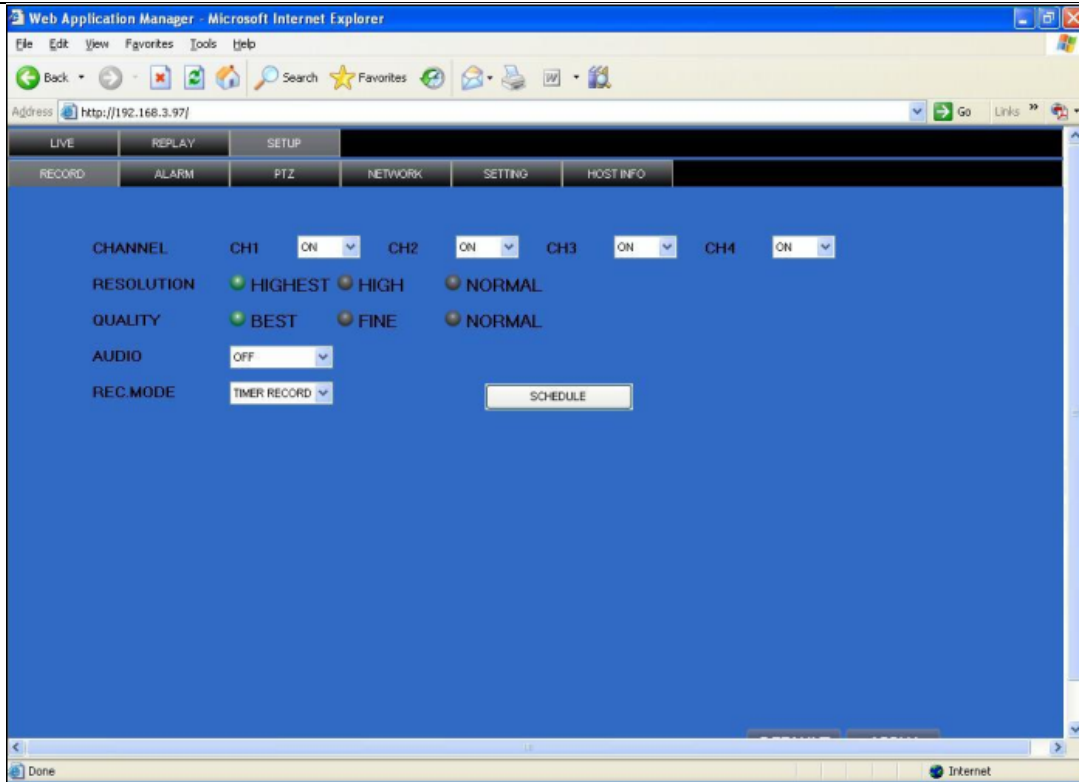 Web Application Manager - Microsoft Internet Explorer
File Edit View Favorites Tools Help
Back Search Favorites
Address http://192.168.3.97/ Go Links »
LIVE REPLAY SETUP
RECORD ALARM PTZ NETWORK SETTING HOST INFO
CHANNEL CH1 ON CH2 ON CH3 ON CH4 ON
RESOLUTION HIGHEST HIGH NORMAL
QUALITY BEST FINE NORMAL
AUDIO OFF
REC.MODE TIMER RECORD SCHEDULE
Done Internet